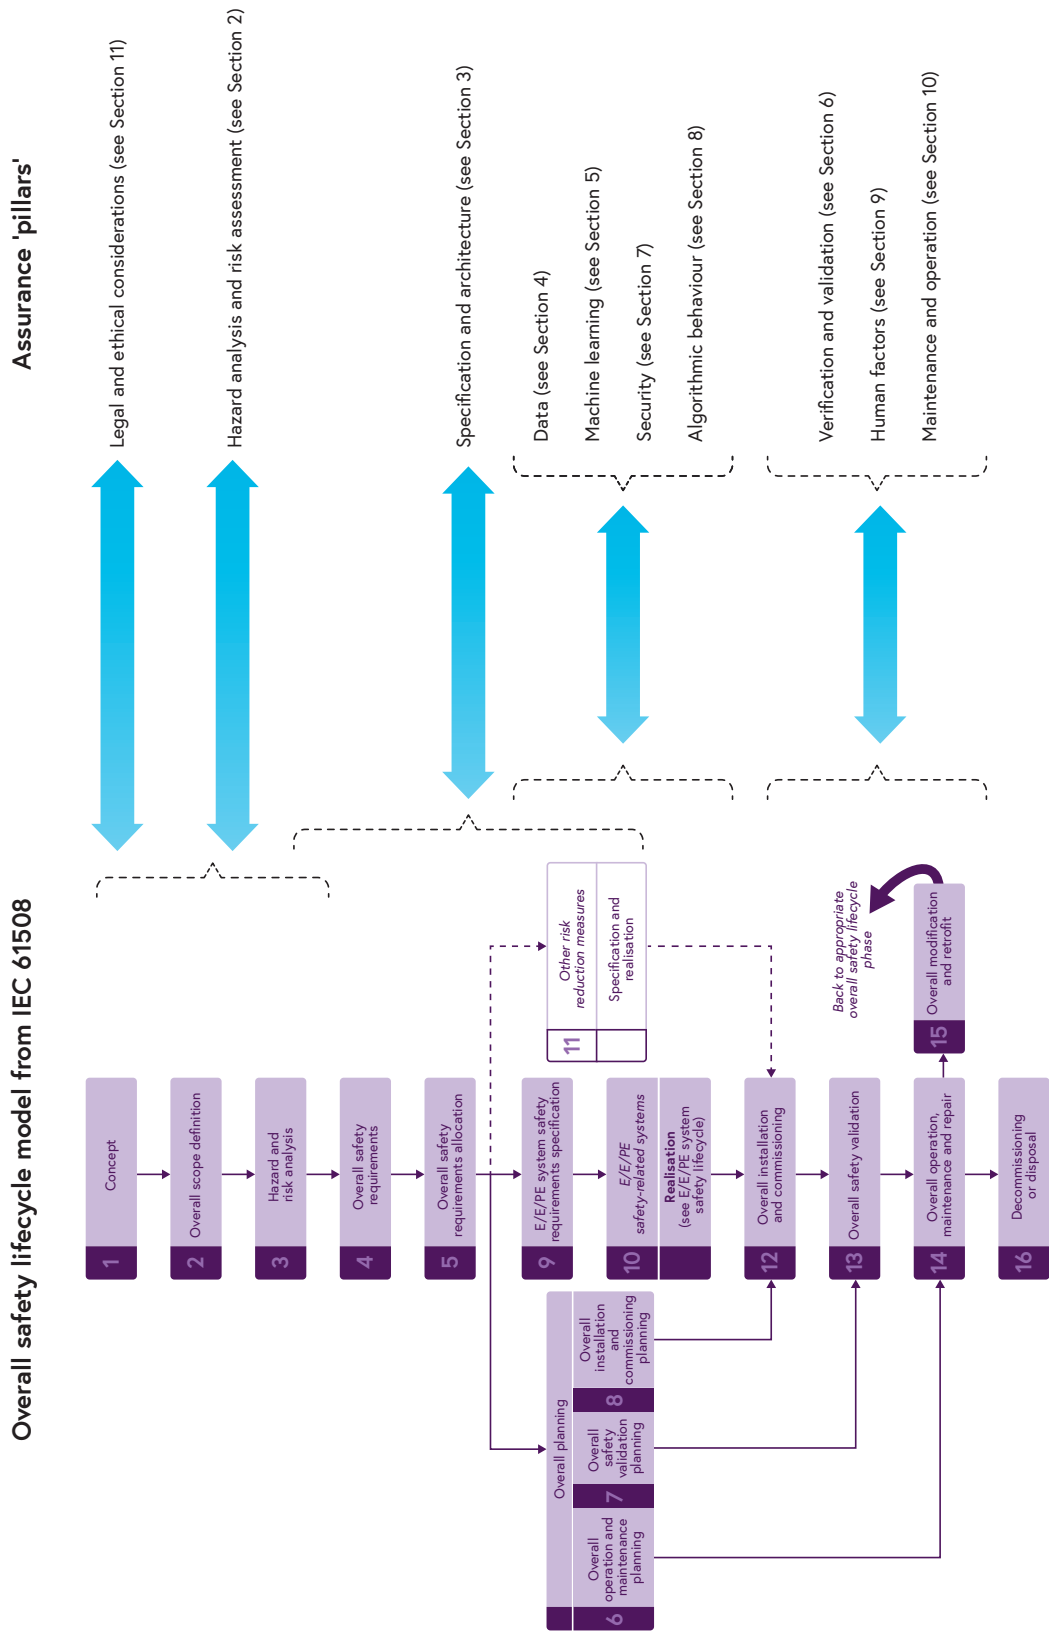 Overall safety lifecycle model from IEC 61508
1
Concept
2
Overall scope definition
3
Hazard and
risk analysis
4
Overall safety
requirements
5
Overall safety
requirements allocation
Overall planning
6
Overall
operation and
maintenance
planning
7
Overall
safety
validation
planning
8
Overall
installation
and
commissioning
planning
9
E/E/PE system safety
requirements specification
10
E/E/PE
safety-related systems
Realisation
(see E/E/PE system
safety lifecycle)
11
Other risk
reduction measures
Specification and
realisation
12
Overall installation
and commissioning
13
Overall safety validation
14
Overall operation,
maintenance and repair
15
Overall modification
and retrofit
Back to appropriate
overall safety lifecycle
phase
16
Decommissioning
or disposal
Assurance 'pillars'
Legal and ethical considerations (see Section 11)
Hazard analysis and risk assessment (see Section 2)
Specification and architecture (see Section 3)
Data (see Section 4)
Machine learning (see Section 5)
Security (see Section 7)
Algorithmic behaviour (see Section 8)
Verification and validation (see Section 6)
Human factors (see Section 9)
Maintenance and operation (see Section 10)